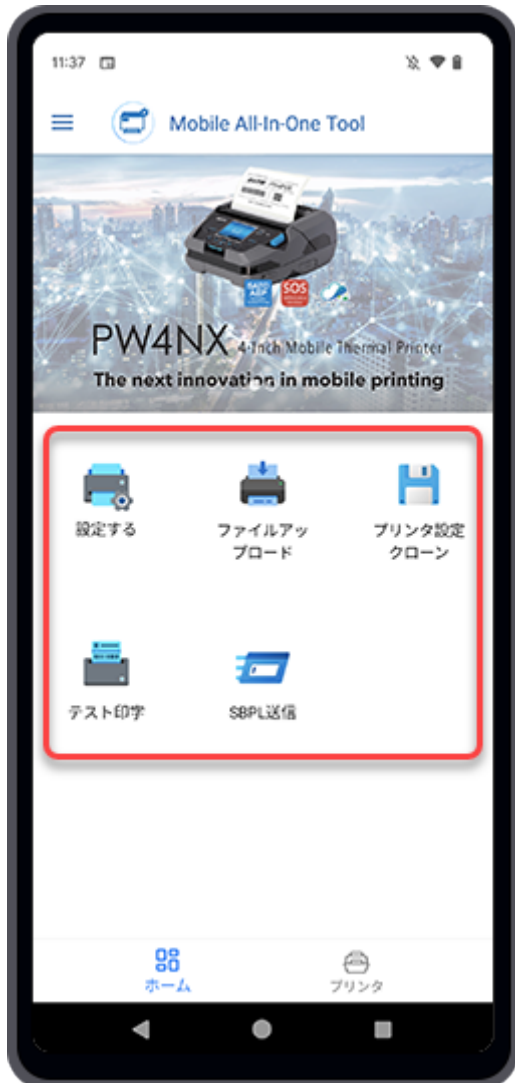 11:37
Mobile All-In-One Tool
SOS
PW4NX 4-Inch Mobile Thermal Printer
The next innovation in mobile printing
設定する
ファイルアッ
プロード
プリンタ設定
クローン
テスト印字
SBPL送信
ホーム
プリンタ